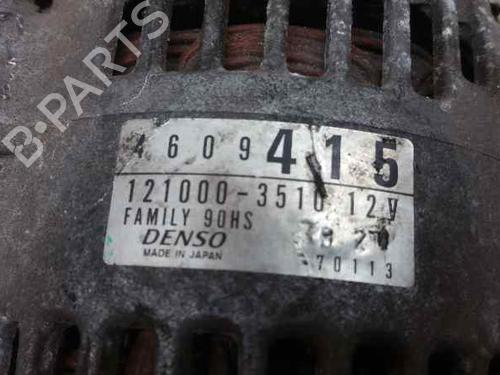 B-PARTS
4609415
121000-3510 12V
FAMILY 90HS
DENSO
MADE IN JAPAN
70113